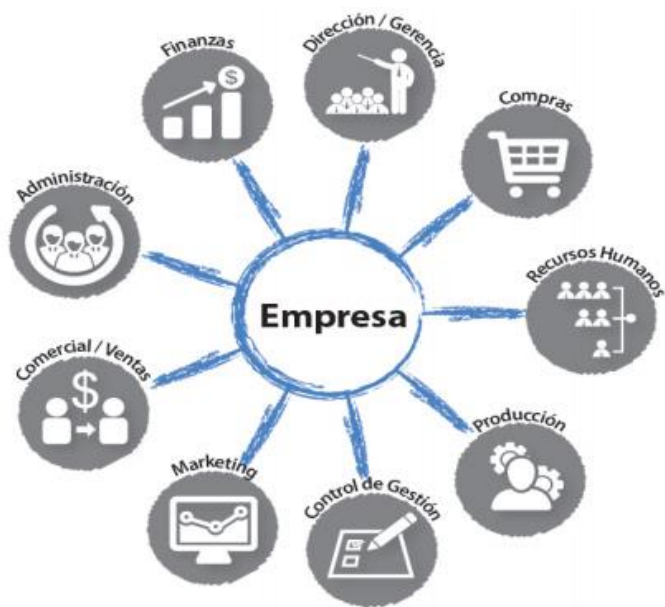 Finanzas
Dirección / Gerencia
Compras
Administración
$
Recursos Humanos
Empresa
Comercial / Ventas
$
Producción
Marketing
Control de Gestión